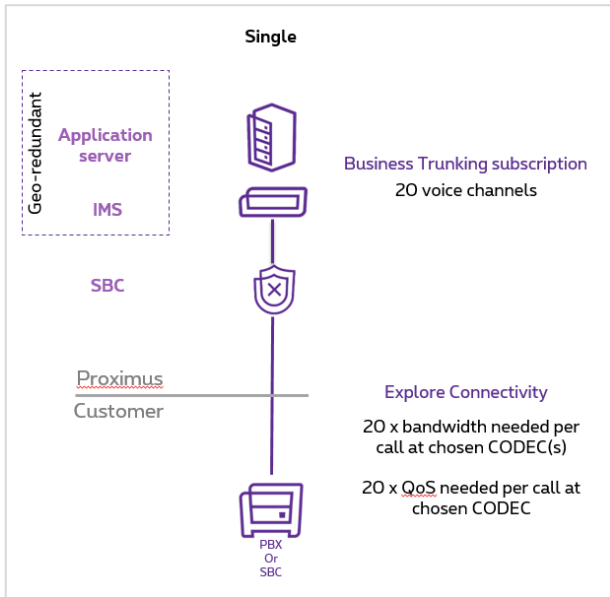 Single
Geo-redundant
Application
server
IMS
Business Trunking subscription
20 voice channels
SBC
Proximus
Customer
Explore Connectivity
20 x bandwidth needed per
call at chosen CODEC(s)
20 x QoS needed per call at
chosen CODEC
PBX
Or
SBC